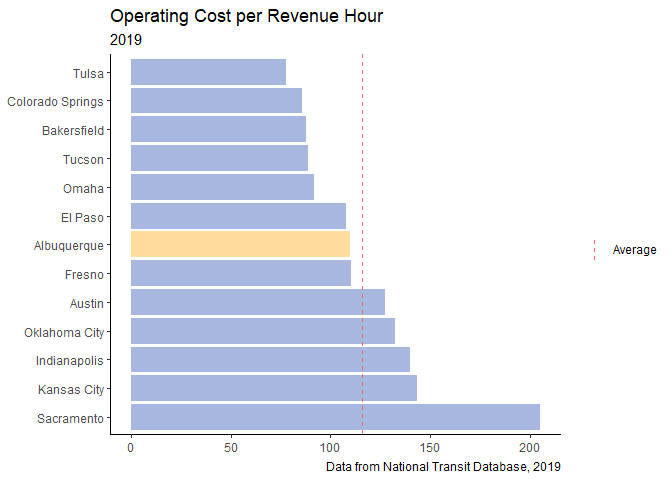 Operating Cost per Revenue Hour
2019
Tulsa
Colorado Springs
Bakersfield
Tucson
Omaha
El Paso
Albuquerque
Fresno
Austin
Oklahoma City
Indianapolis
Kansas City
Sacramento
Average
0 50 100 150 200
Data from National Transit Database, 2019